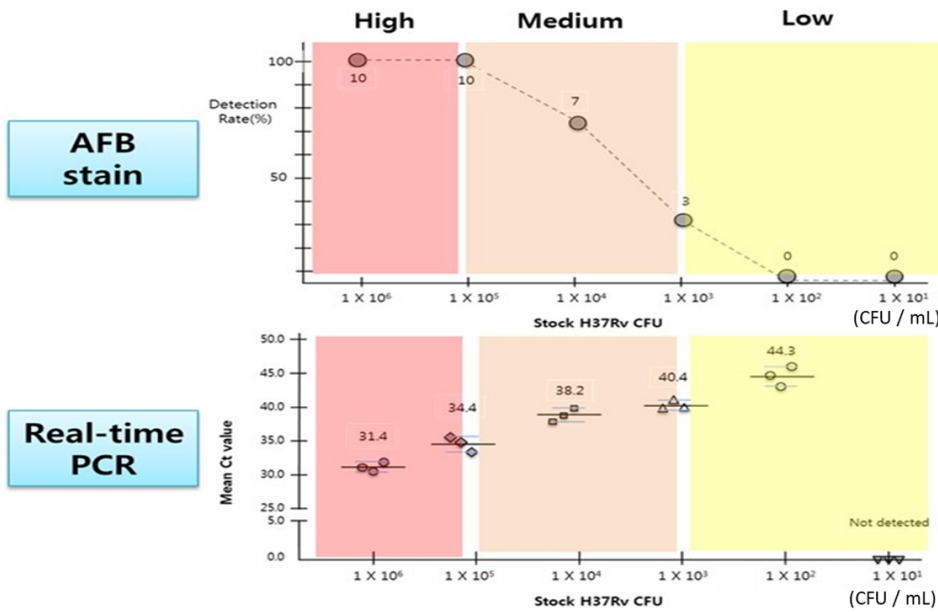 High Medium Low
AFB
stain
Detection
Rate(%)
100
50
10
10
7
3
0
0
1 X 10⁶ 1 X 10⁵ 1 X 10⁴ 1 X 10³ 1 X 10² 1 X 10¹
Stock H37Rv CFU
(CFU / mL)
Real-time
PCR
Mean Ct value
50.0
45.0
40.0
35.0
30.0
25.0
5.0
0.0
31.4
34.4
38.2
40.4
44.3
Not detected
1 X 10⁶ 1 X 10⁵ 1 X 10⁴ 1 X 10³ 1 X 10² 1 X 10¹
Stock H37Rv CFU
(CFU / mL)